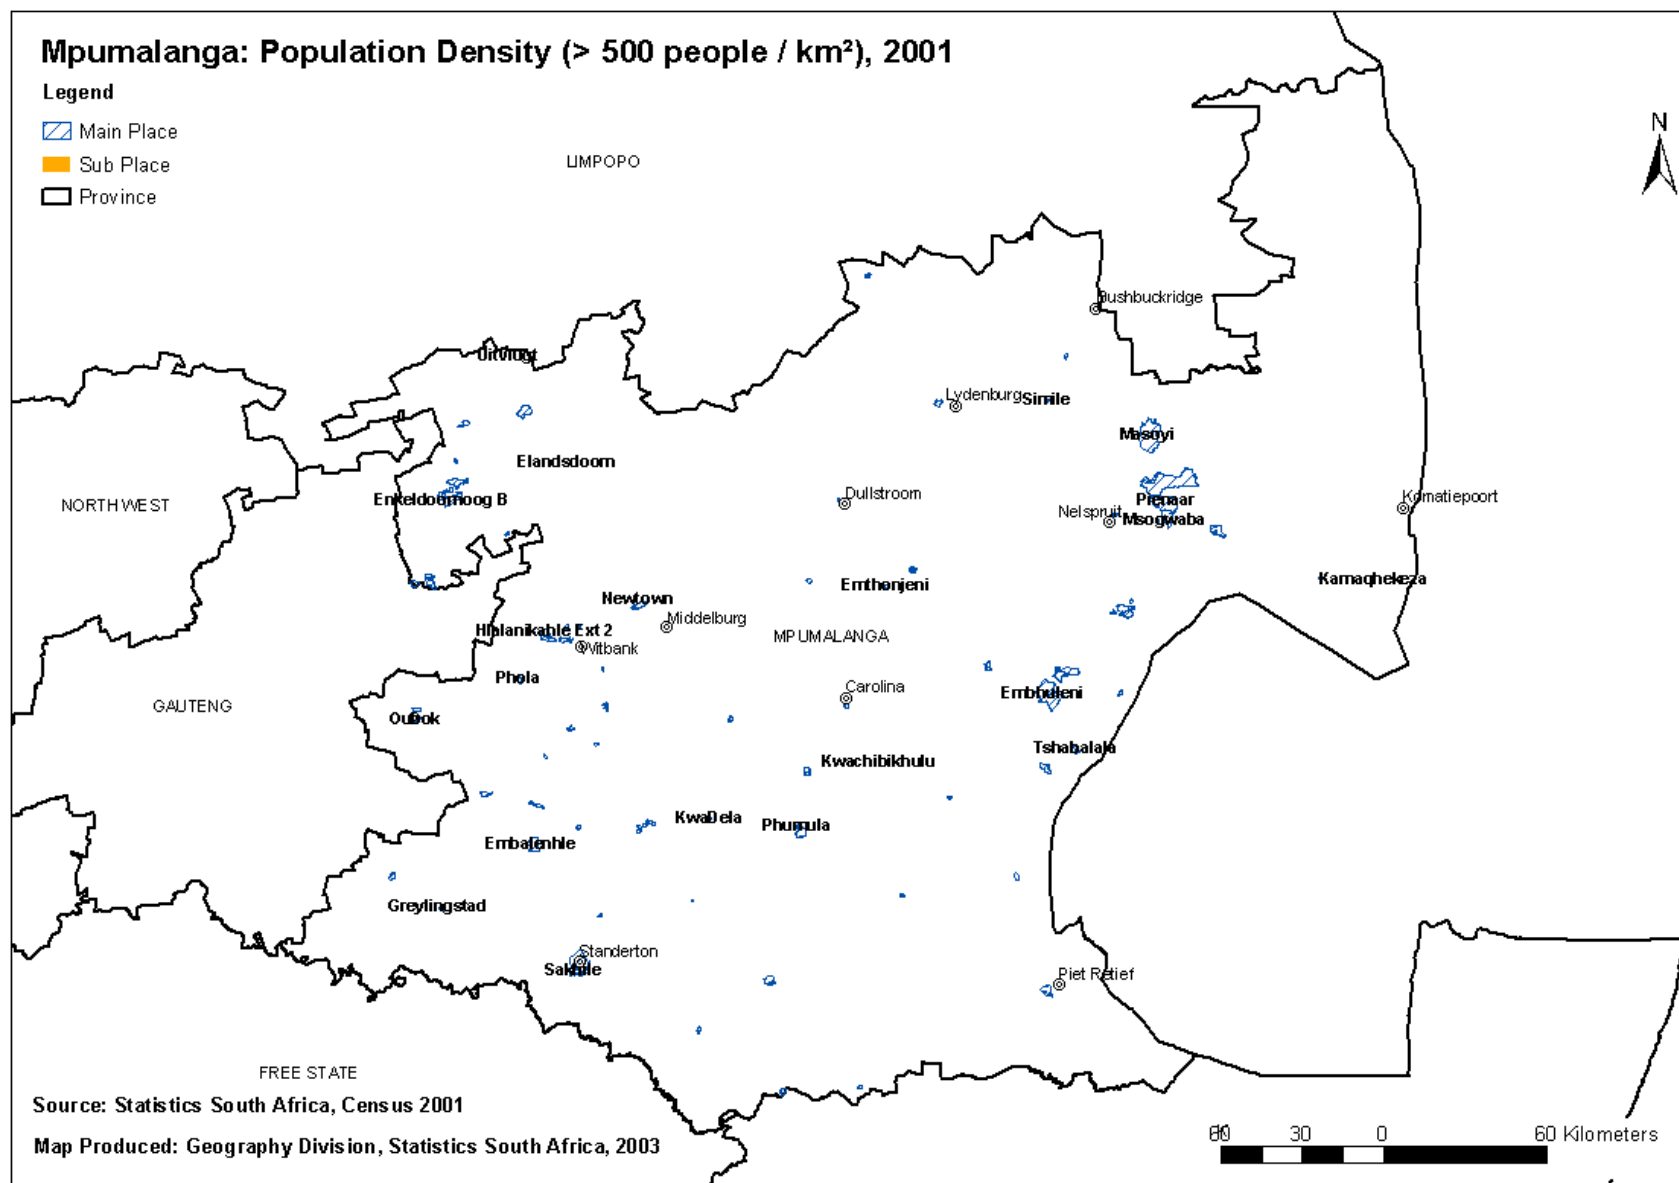 Mpumalanga: Population Density (> 500 people / km²), 2001
Legend
Main Place
Sub Place
Province
N
LIMPOPO
Bushbuckridge
Uitvlugt
Lydenburg
Simile
Masoyi
Elandsdoorn
Enkeldoornoog B
NORTH WEST
Dullstroom
Pienaar
Komatiepoort
Nelspruit
Msogwaba
Emthonjeni
Kamaqhekeza
Newtown
Middelburg
Hlalanikahle Ext 2
MPUMALANGA
Witbank
Phola
Carolina
Embhuleni
GAUTENG
Tshabalala
Kwachibikhulu
KwaDela
Phumula
Embalenhle
Greylingstad
Standerton
Sakhile
Piet Retief
FREE STATE
Source: Statistics South Africa, Census 2001
Map Produced: Geography Division, Statistics South Africa, 2003
30 0 60 Kilometers